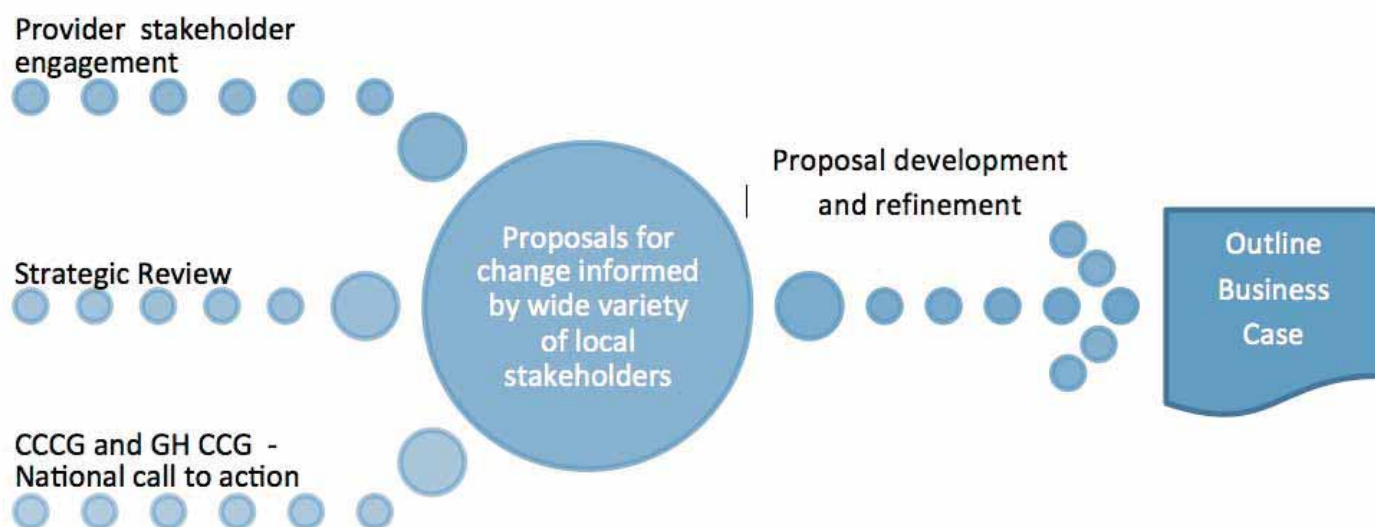 Provider stakeholder
engagement
Strategic Review
CCCG and GH CCG -
National call to action
Proposals for
change informed
by wide variety
of local
stakeholders
Proposal development
and refinement
Outline
Business
Case